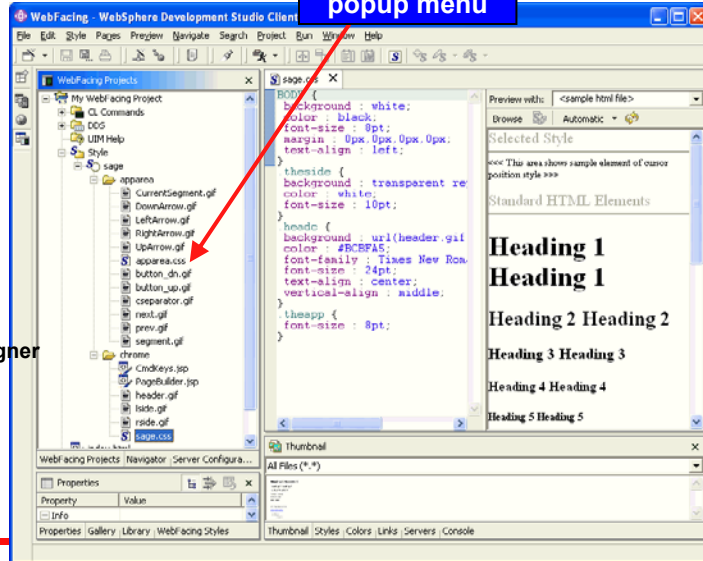 popup menu
WebFacing - WebSphere Development Studio Clien
File Edit Style Pages Preview Navigate Search Project Run Window Help
WebFacing Projects
My WebFacing Project
CL Commands
DDS
UIM Help
Style
sage
apparea
CurrentSegment.gif
DownArrow.gif
LeftArrow.gif
RightArrow.gif
UpArrow.gif
apparea.css
button_dn.gif
button_up.gif
cseparator.gif
next.gif
prev.gif
segment.gif
chrome
CmdKeys.jsp
PageBuilder.jsp
header.gif
lside.gif
rside.gif
sage.css
index.html
WebFacing Projects Navigator Server Configura...
gner
Properties
Property Value
Info
Properties Gallery Library WebFacing Styles
sage.css
BODY {
background : white;
color : black;
font-size : 8pt;
margin : 0px,0px,0px,0px;
text-align : left;
}
.theside {
background : transparent re
color : white;
font-size : 10pt;
}
.headc {
background : url(header.gif
color : #BCBFA5;
font-family : Times New Rom
font-size : 24pt;
text-align : center;
vertical-align : middle;
}
.theapp {
font-size : 8pt;
}
Preview with: <sample html file>
Browse Automatic
Selected Style
<<< This area shows sample element of cursor
position style >>>
Standard HTML Elements
Heading 1
Heading 1
Heading 2 Heading 2
Heading 3 Heading 3
Heading 4 Heading 4
Heading 5 Heading 5
Thumbnail
All Files (*.*)
Thumbnail Styles Colors Links Servers Console